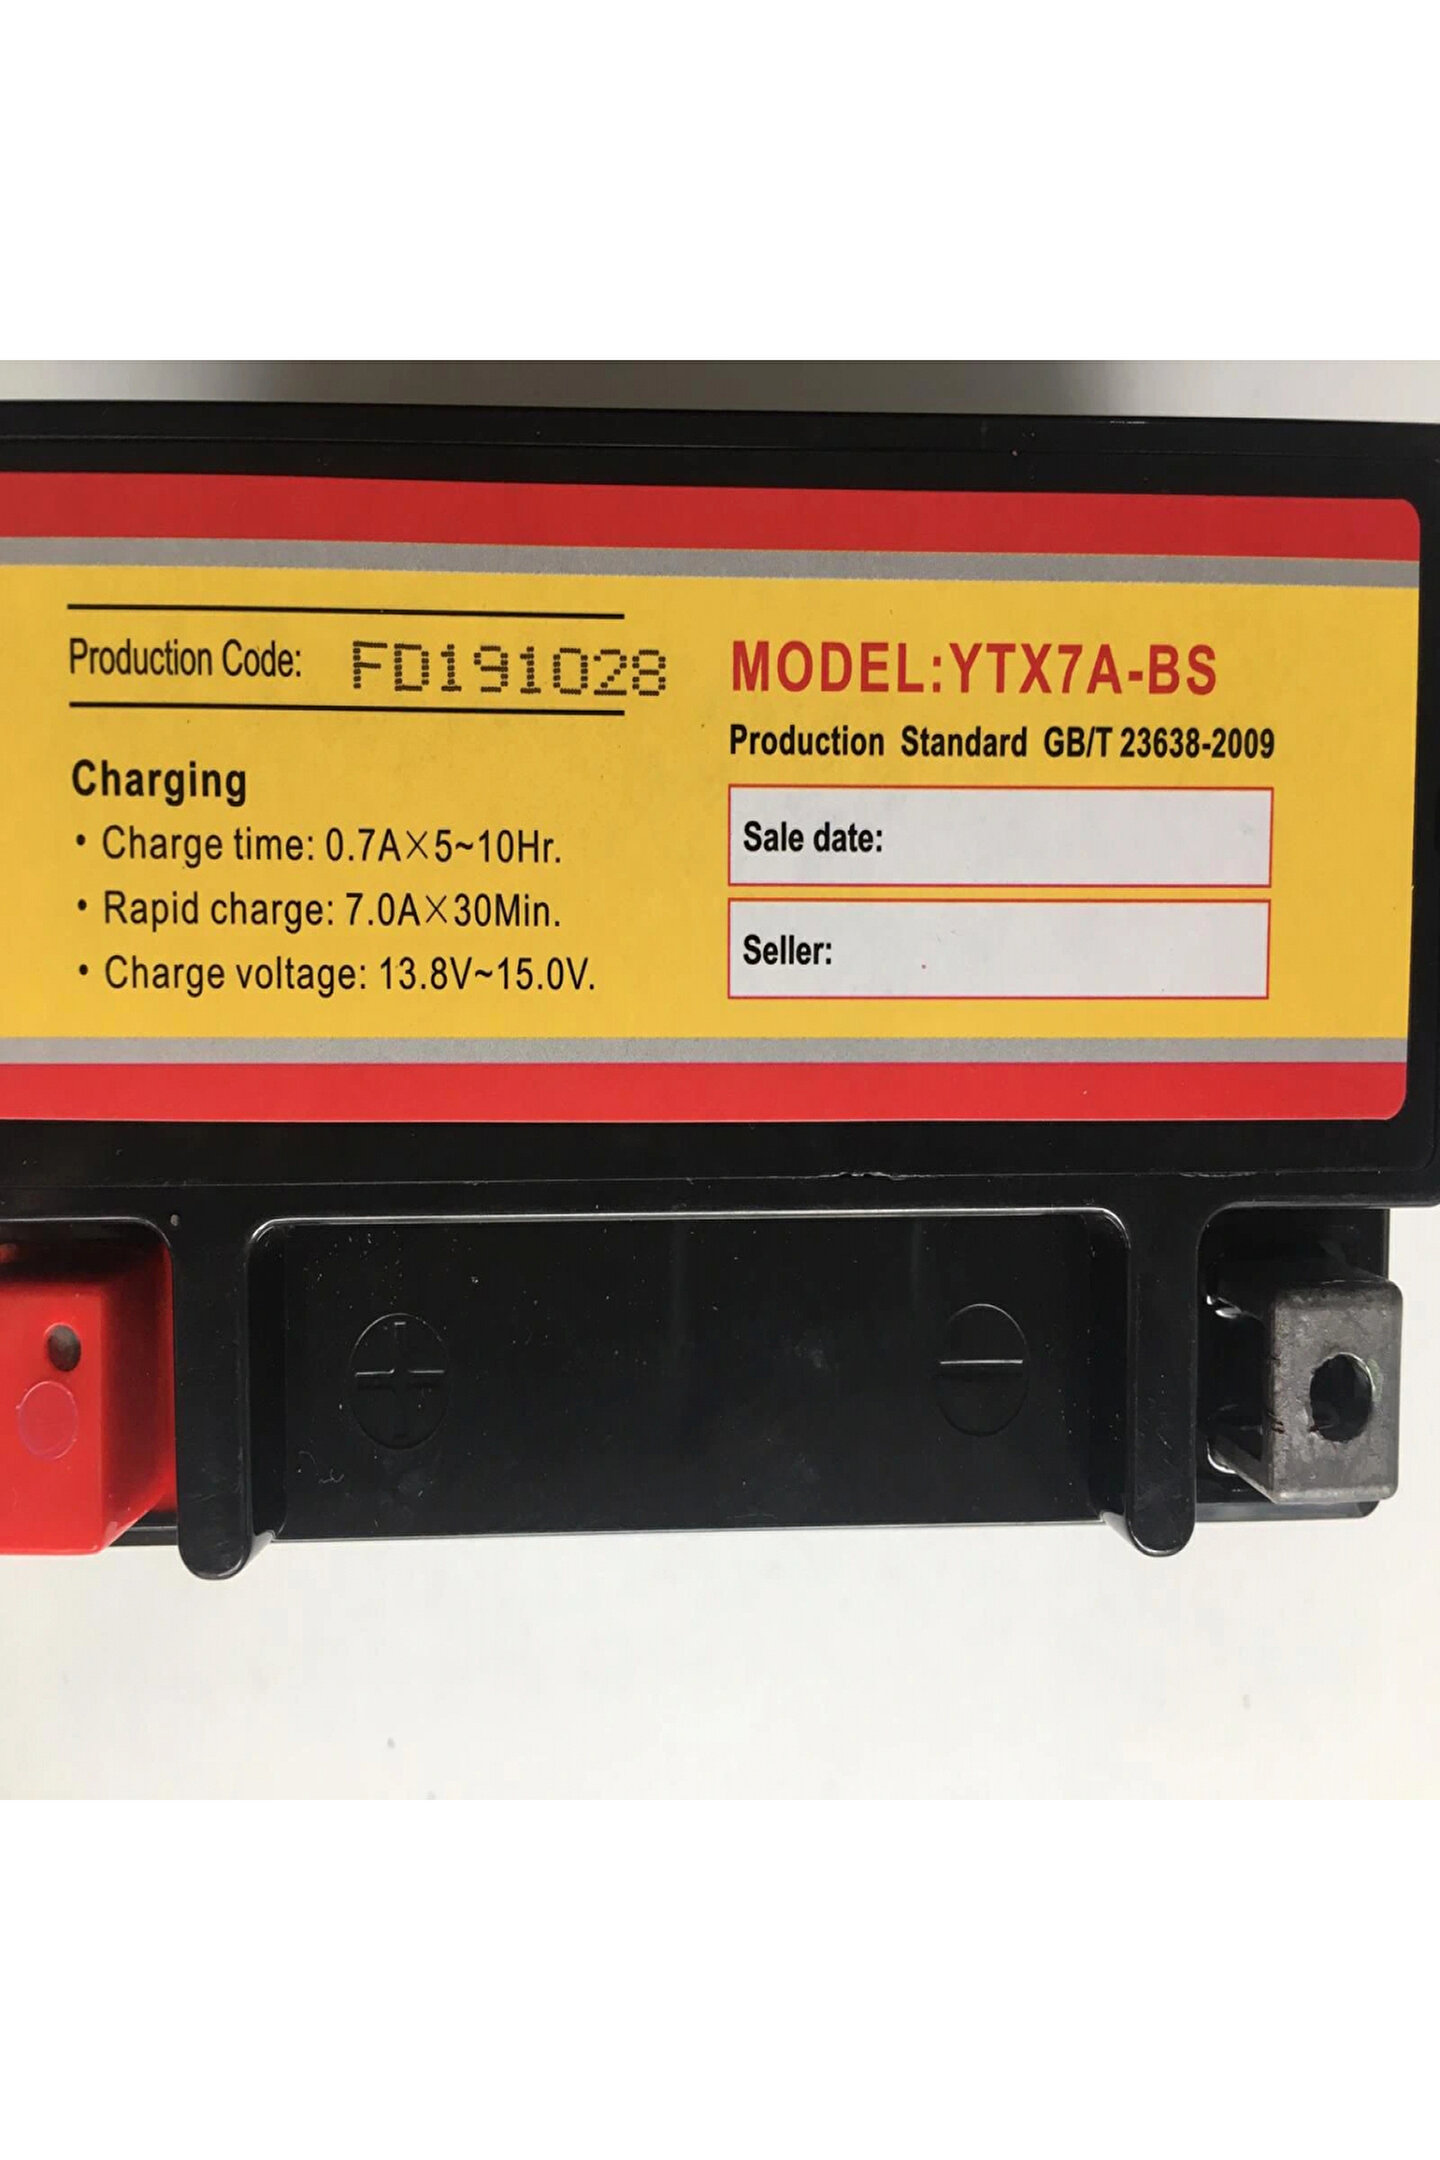 Production Code: FD191028
Charging
• Charge time: 0.7A×5~10Hr.
• Rapid charge: 7.0A×30Min.
• Charge voltage: 13.8V~15.0V.
MODEL:YTX7A-BS
Production Standard GB/T 23638-2009
Sale date:
Seller:
+ −